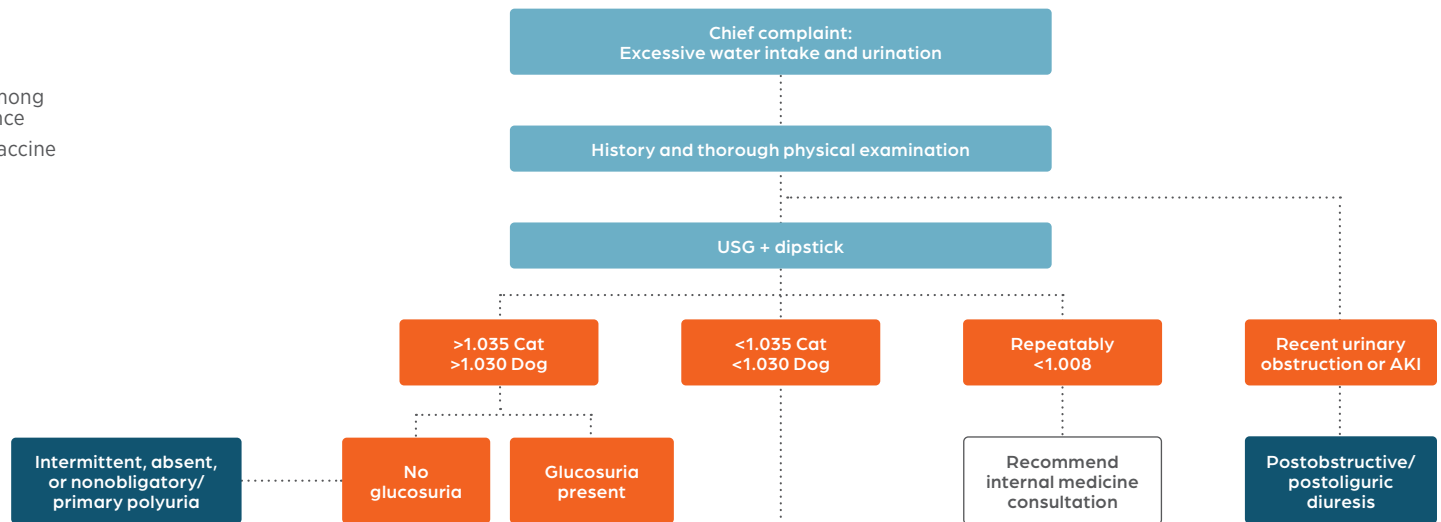 Chief complaint:
Excessive water intake and urination
History and thorough physical examination
USG + dipstick
>1.035 Cat
>1.030 Dog
<1.035 Cat
<1.030 Dog
Repeatably
<1.008
Recent urinary
obstruction or AKI
Intermittent, absent,
or nonobligatory/
primary polyuria
No
glucosuria
Glucosuria
present
Recommend
internal medicine
consultation
Postobstructive/
postoliguric
diuresis